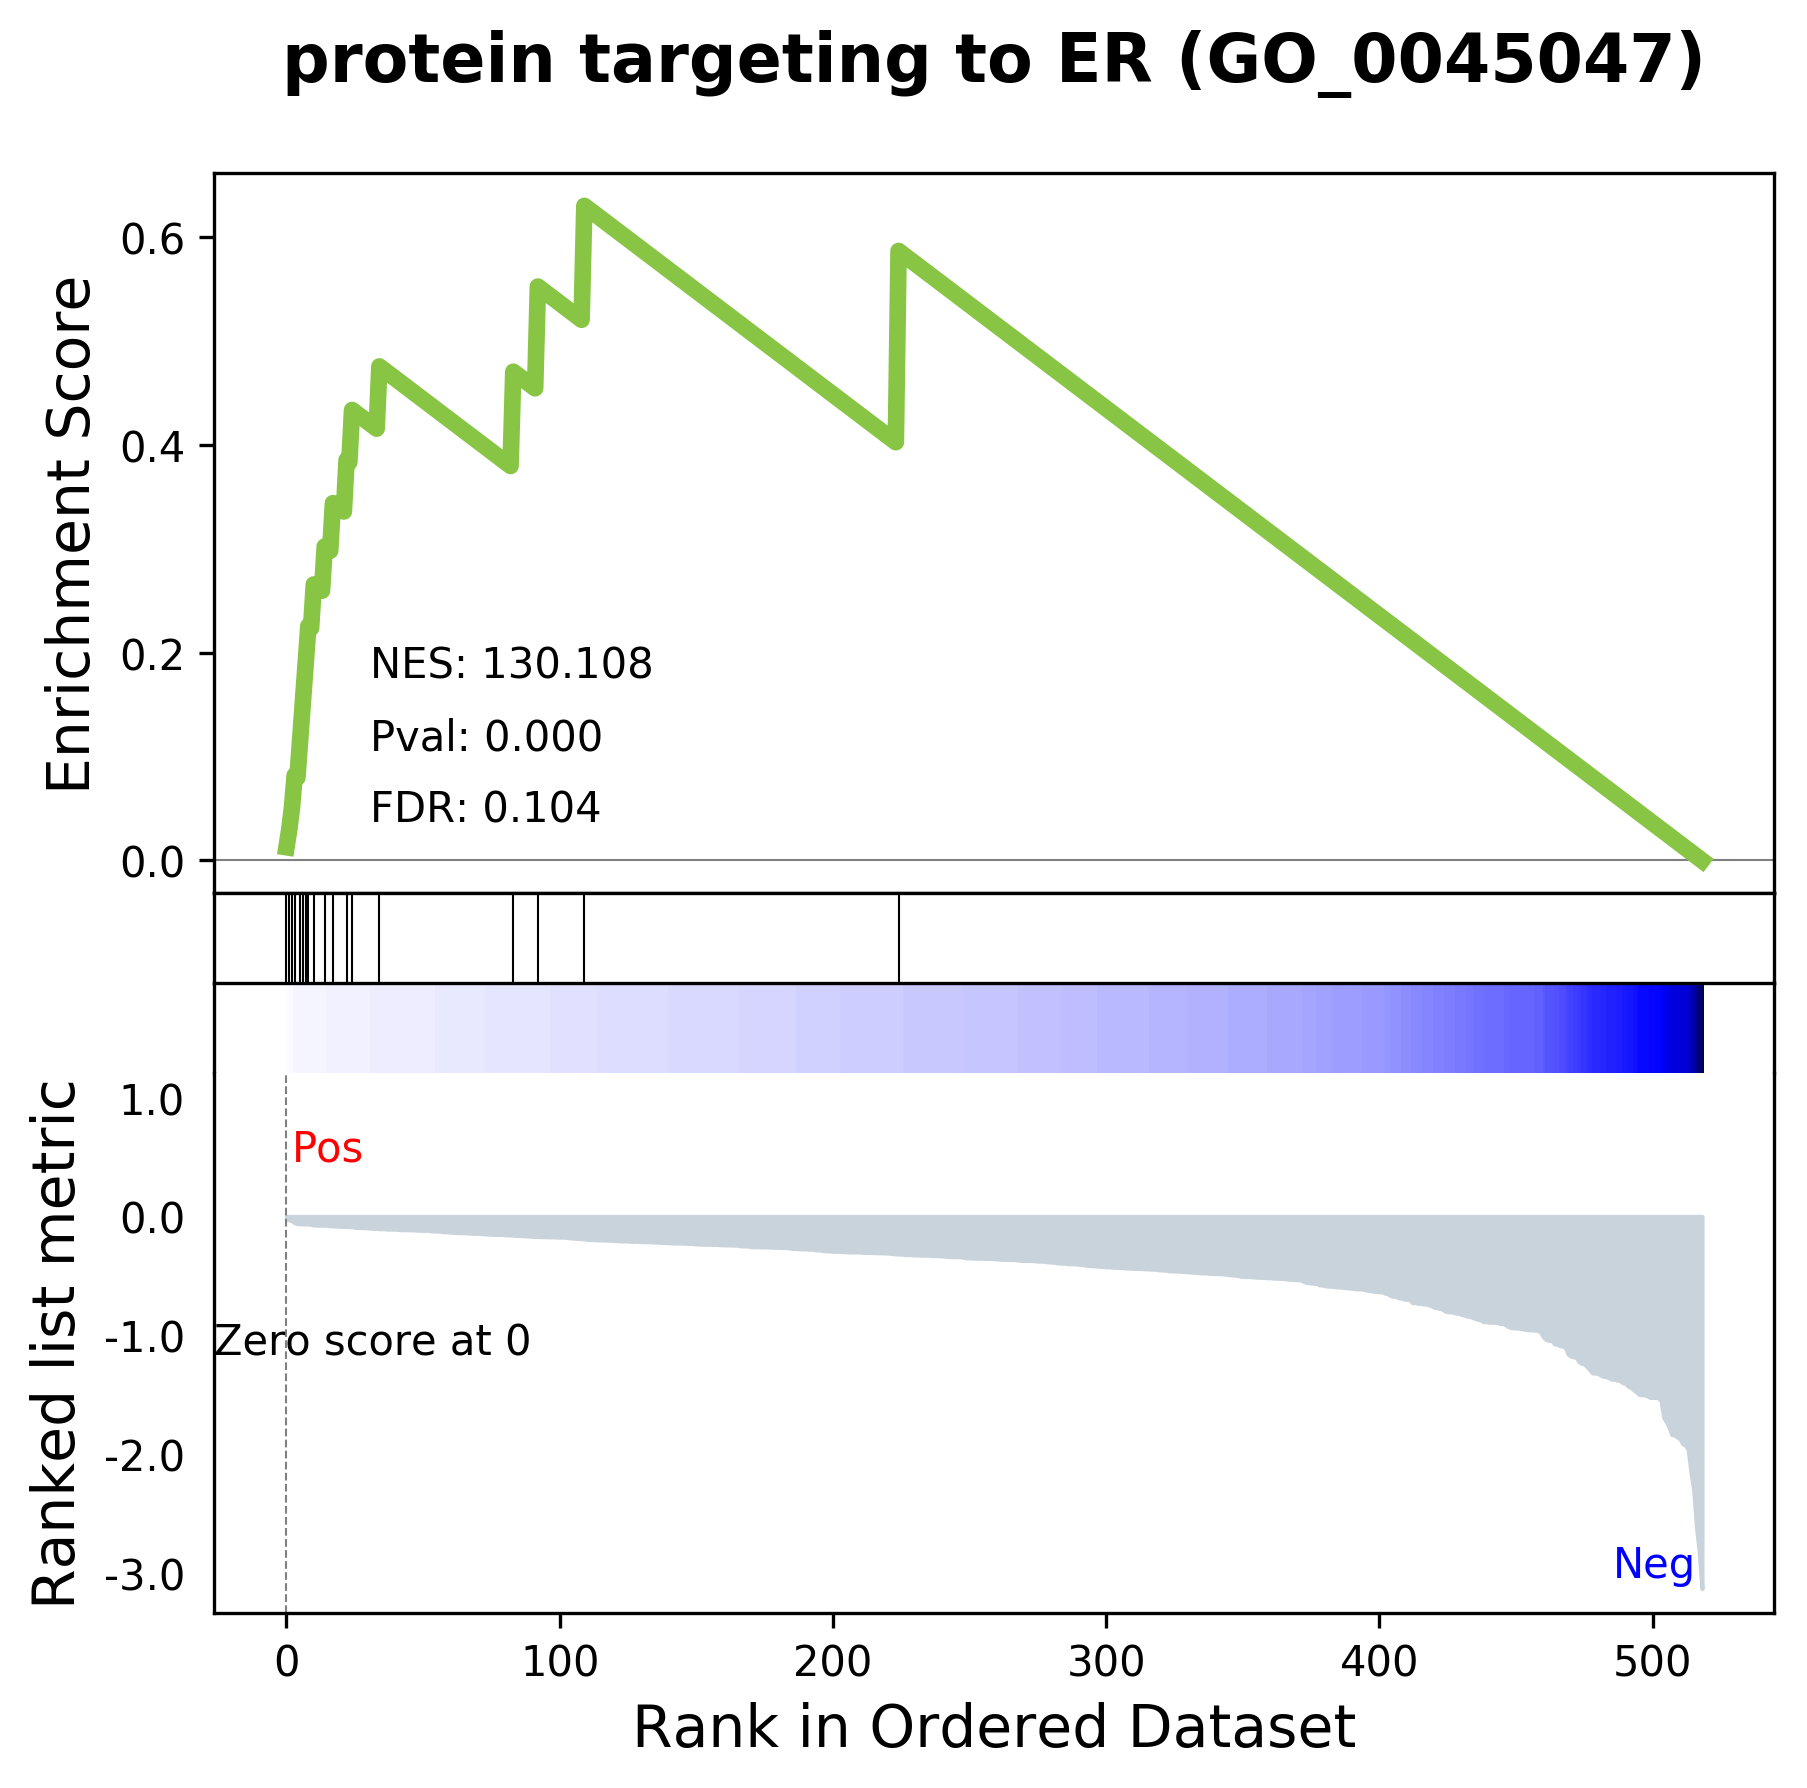 protein targeting to ER (GO_0045047)
Enrichment Score
0.6
0.4
0.2
0.0
NES: 130.108
Pval: 0.000
FDR: 0.104
Ranked list metric
1.0
0.0
-1.0
-2.0
-3.0
Pos
Zero score at 0
Neg
0 100 200 300 400 500
Rank in Ordered Dataset